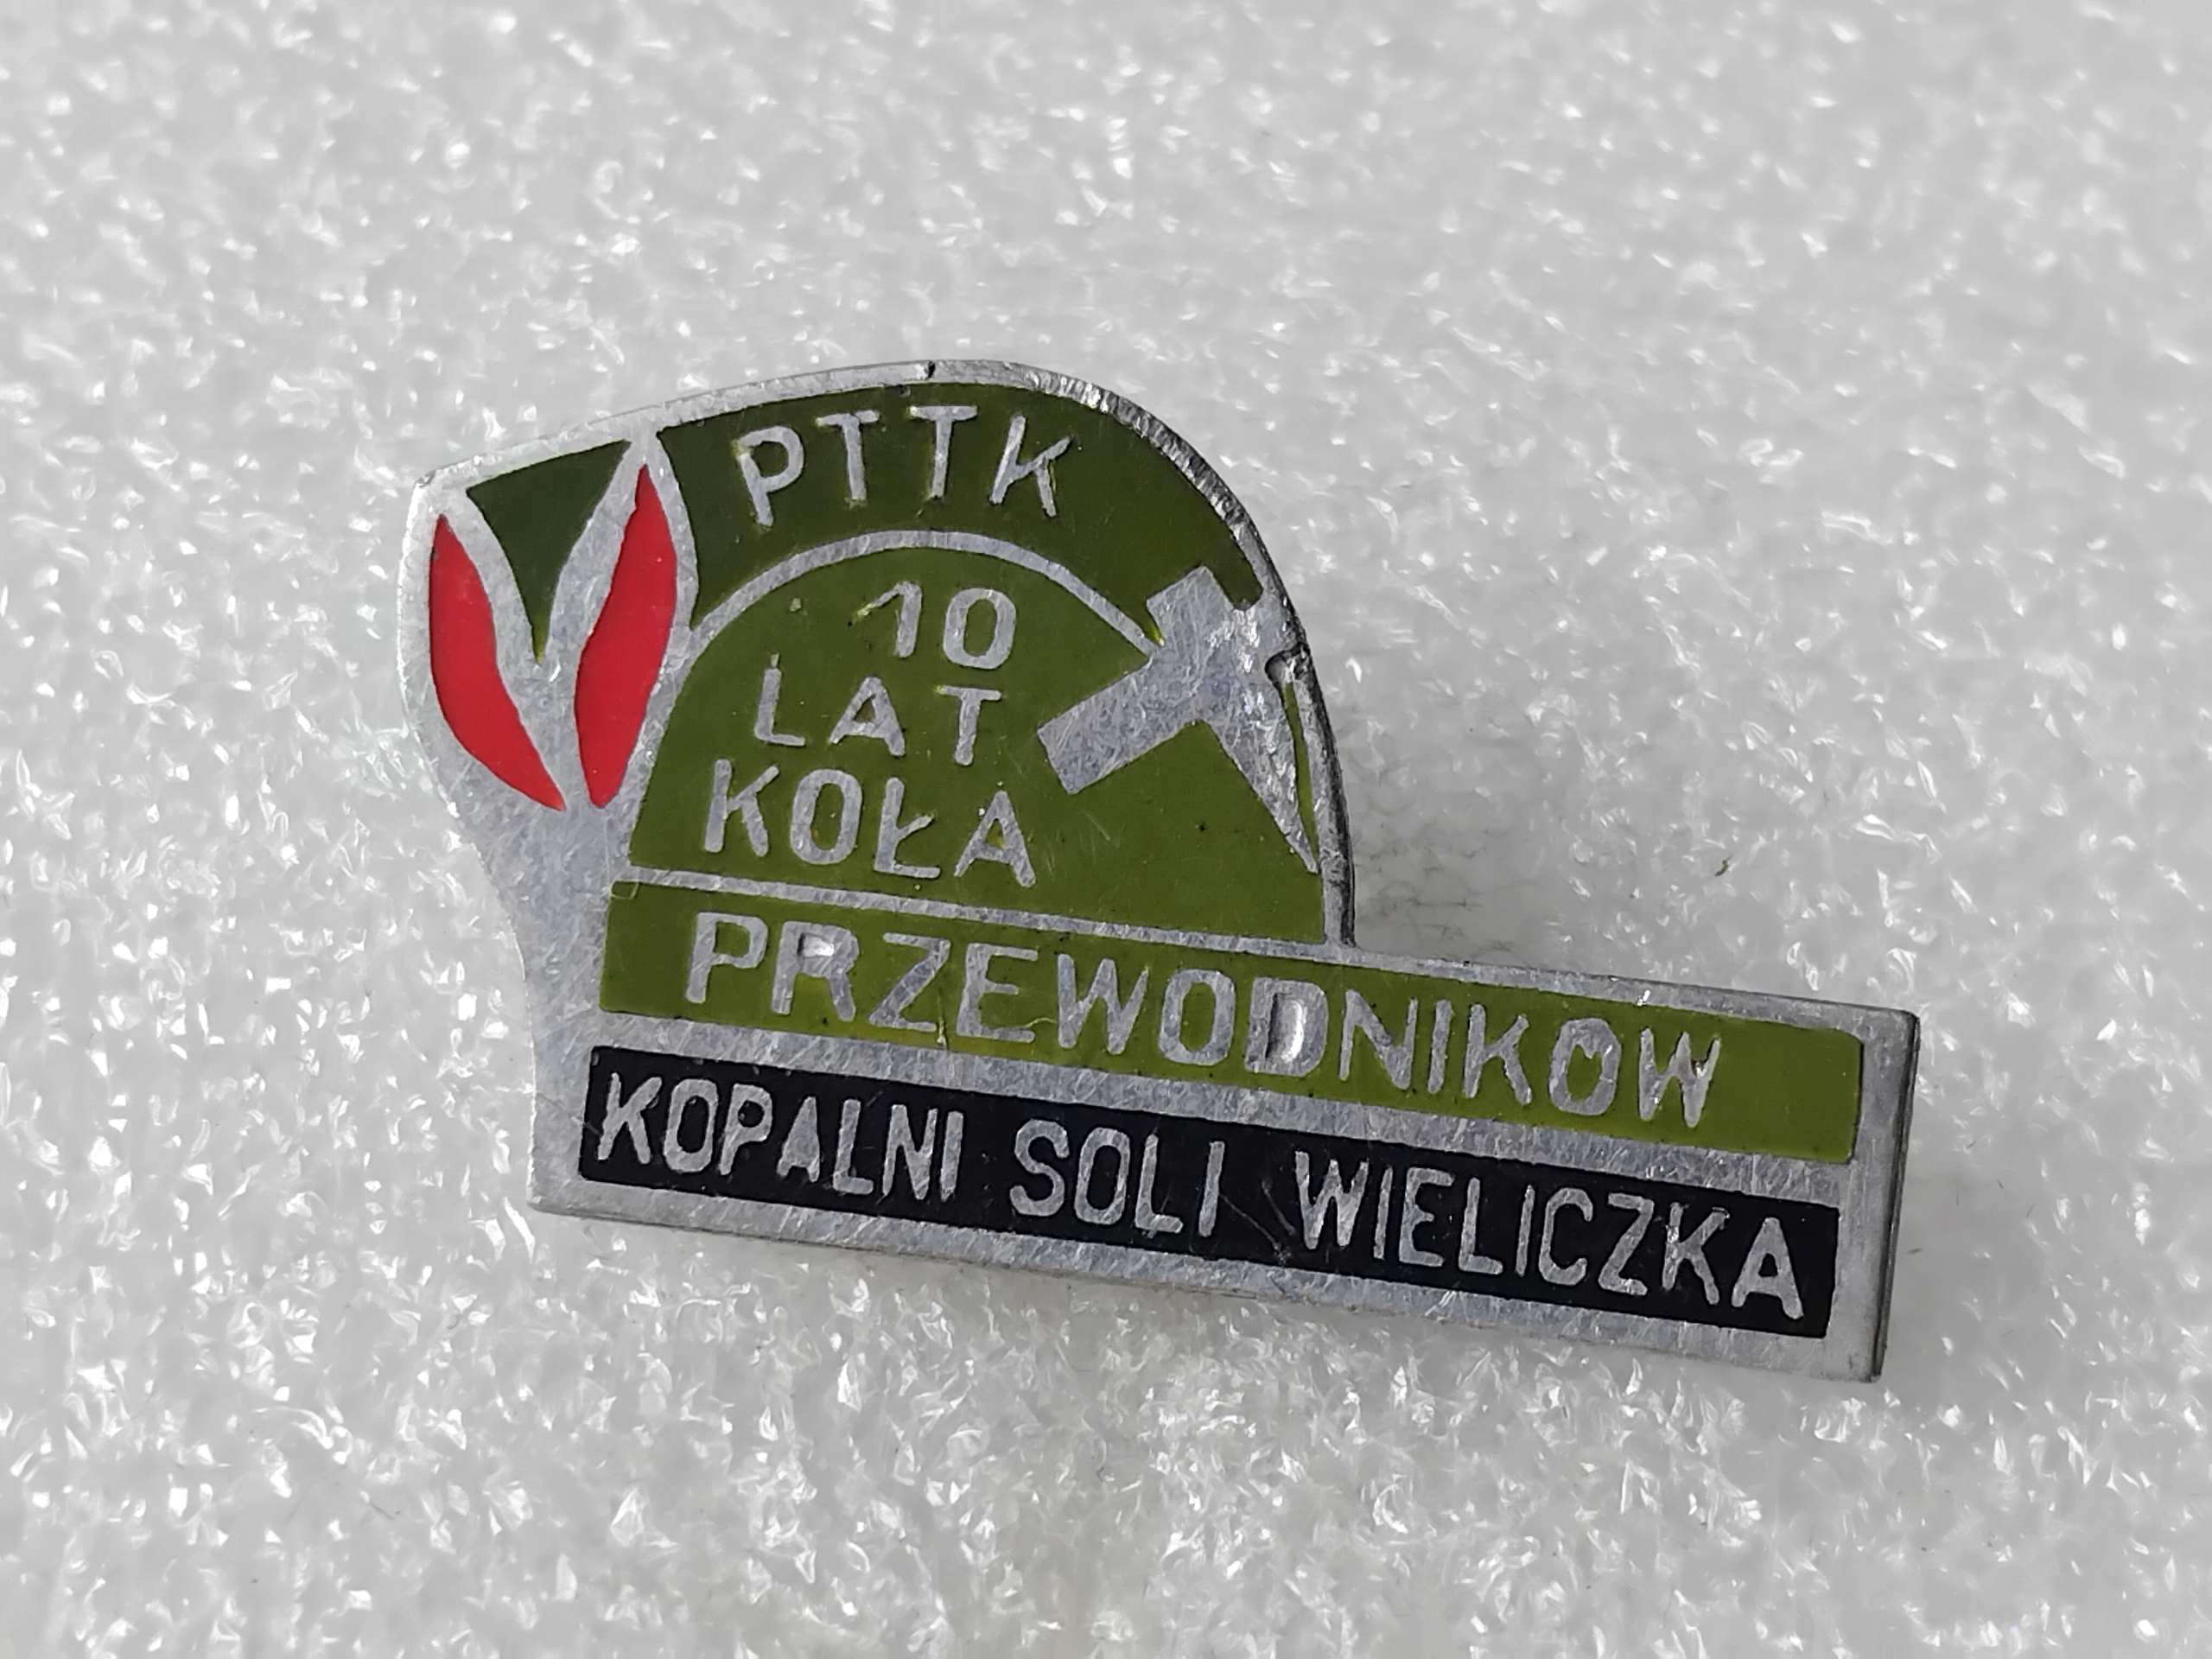 PTTK
10
LAT
KOŁA
PRZEWODNIKOW
KOPALNI SOLI WIELICZKA